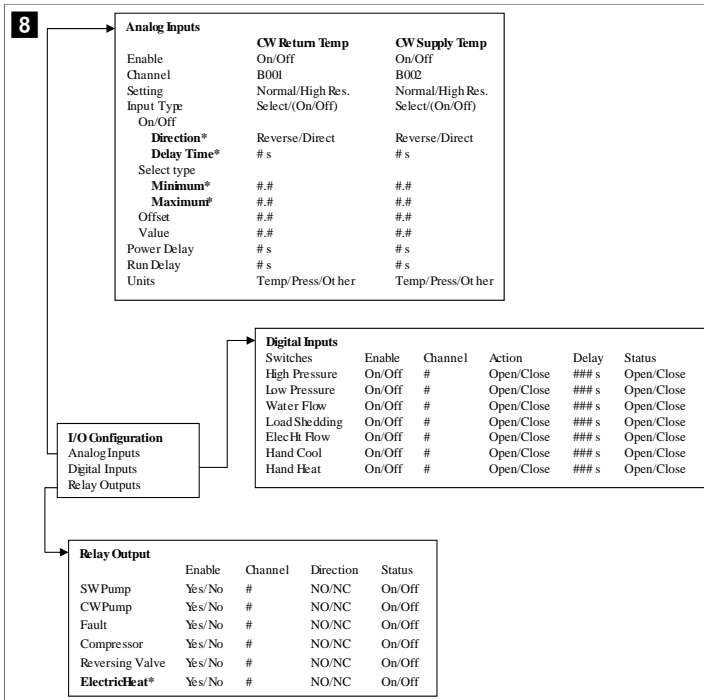 8
Analog Inputs
CW Return Temp CW Supply Temp
Enable On/Off On/Off
Channel B001 B002
Setting Normal/High Res. Normal/High Res.
Input Type Select/(On/Off) Select/(On/Off)
On/Off
Direction* Reverse/Direct Reverse/Direct
Delay Time* # s # s
Select type
Minimum* #.# #.#
Maximum* #.# #.#
Offset #.# #.#
Value #.# #.#
Power Delay # s # s
Run Delay # s # s
Units Temp/Press/Other Temp/Press/Other
Digital Inputs
Switches Enable Channel Action Delay Status
High Pressure On/Off # Open/Close ### s Open/Close
Low Pressure On/Off # Open/Close ### s Open/Close
Water Flow On/Off # Open/Close ### s Open/Close
Load Shedding On/Off # Open/Close ### s Open/Close
ElecHt Flow On/Off # Open/Close ### s Open/Close
Hand Cool On/Off # Open/Close ### s Open/Close
Hand Heat On/Off # Open/Close ### s Open/Close
I/O Configuration
Analog Inputs
Digital Inputs
Relay Outputs
Relay Output
Enable Channel Direction Status
SW Pump Yes/No # NO/NC On/Off
CW Pump Yes/No # NO/NC On/Off
Fault Yes/No # NO/NC On/Off
Compressor Yes/No # NO/NC On/Off
Reversing Valve Yes/No # NO/NC On/Off
Electric Heat* Yes/No # NO/NC On/Off